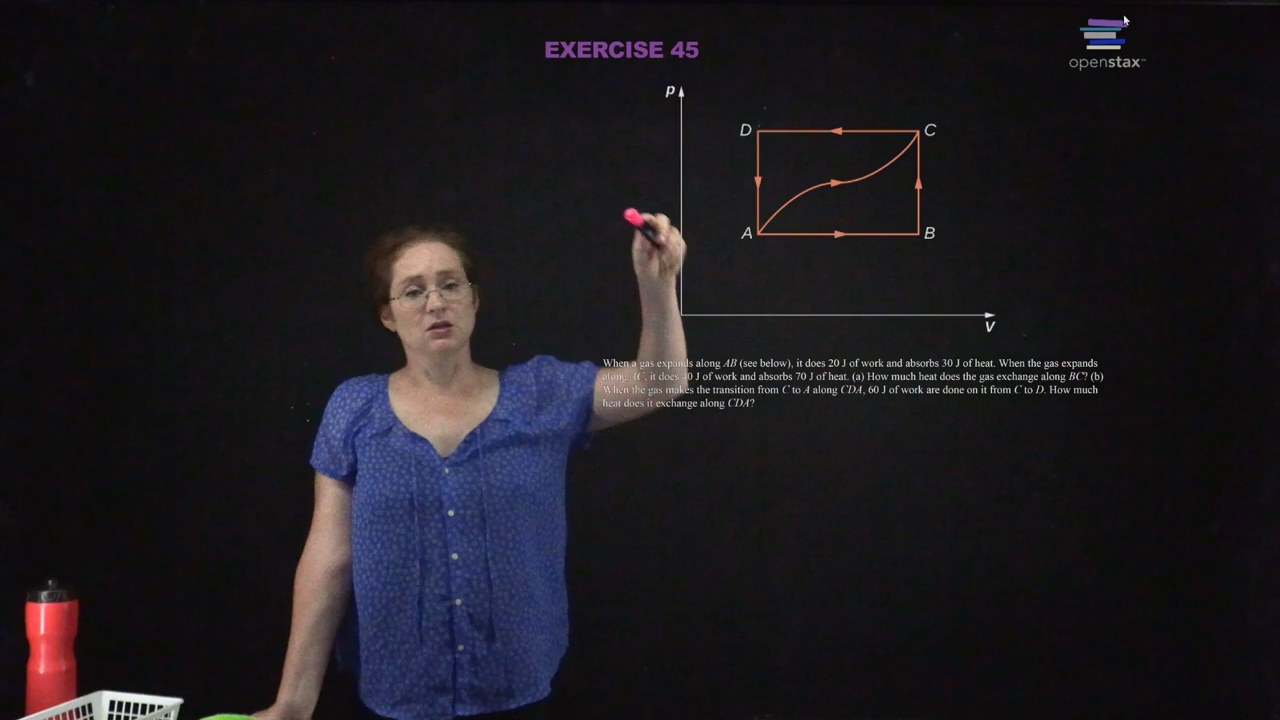 EXERCISE 45
openstax
p
D
C
A
B
V
When a gas expands along AB (see below), it does 20 J of work and absorbs 30 J of heat. When the gas expands
along AC, it does 40 J of work and absorbs 70 J of heat. (a) How much heat does the gas exchange along BC? (b)
When the gas makes the transition from C to A along CDA, 60 J of work are done on it from C to D. How much
heat does it exchange along CDA?